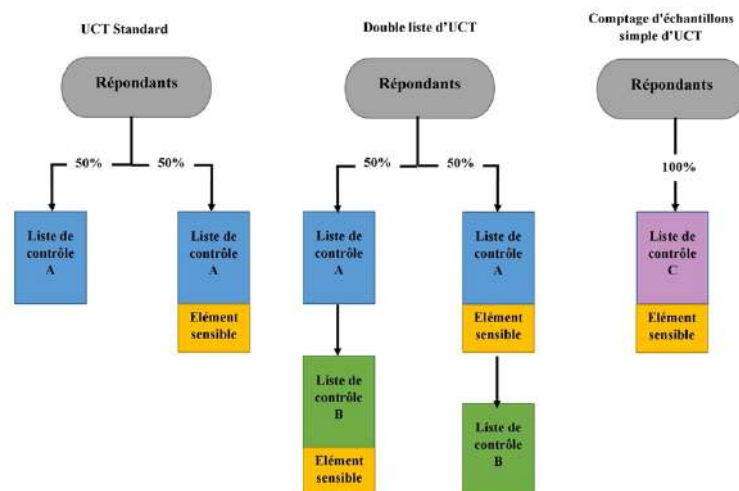 UCT Standard
Répondants
50%
50%
Liste de
contrôle
A
Liste de
contrôle
A
Elément
sensible
Double liste d'UCT
Répondants
50%
50%
Liste de
contrôle
A
Liste de
contrôle
B
Elément
sensible
Liste de
contrôle
A
Elément
sensible
Liste de
contrôle
B
Comptage d'échantillons
simple d'UCT
Répondants
100%
Liste de
contrôle
C
Elément
sensible